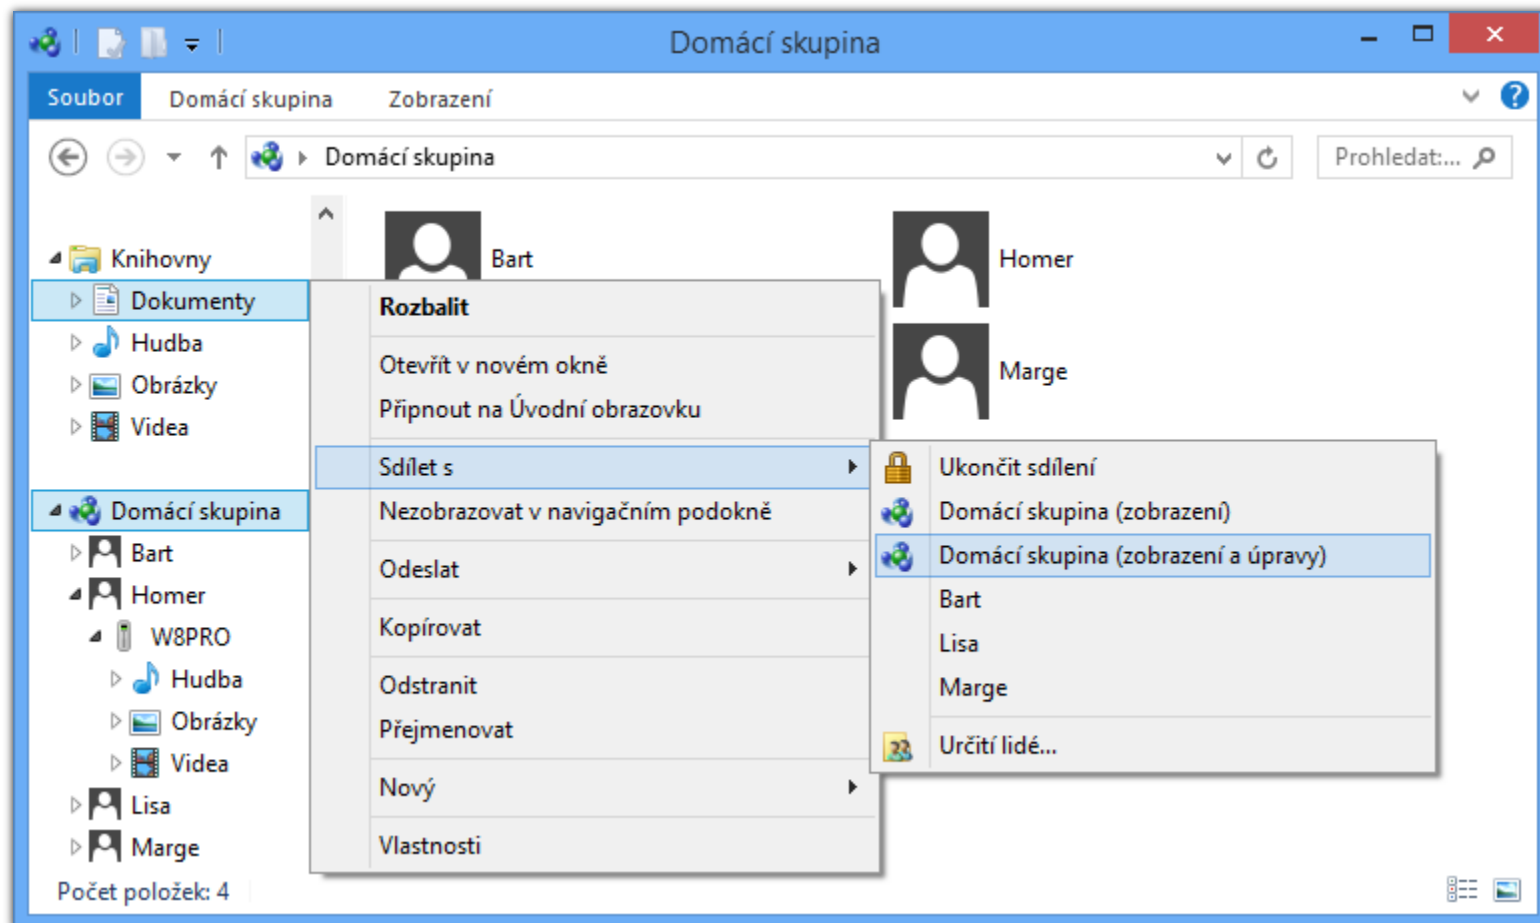 Domácí skupina
Soubor Domácí skupina Zobrazení
Domácí skupina Prohledat:...
Knihovny
Dokumenty
Hudba
Obrázky
Videa
Domácí skupina
Bart
Homer
W8PRO
Hudba
Obrázky
Videa
Lisa
Marge
Bart
Homer
Marge
Rozbalit
Otevřít v novém okně
Připnout na Úvodní obrazovku
Sdílet s
Nezobrazovat v navigačním podokně
Odeslat
Kopírovat
Odstranit
Přejmenovat
Nový
Vlastnosti
Ukončit sdílení
Domácí skupina (zobrazení)
Domácí skupina (zobrazení a úpravy)
Bart
Lisa
Marge
Určití lidé...
Počet položek: 4